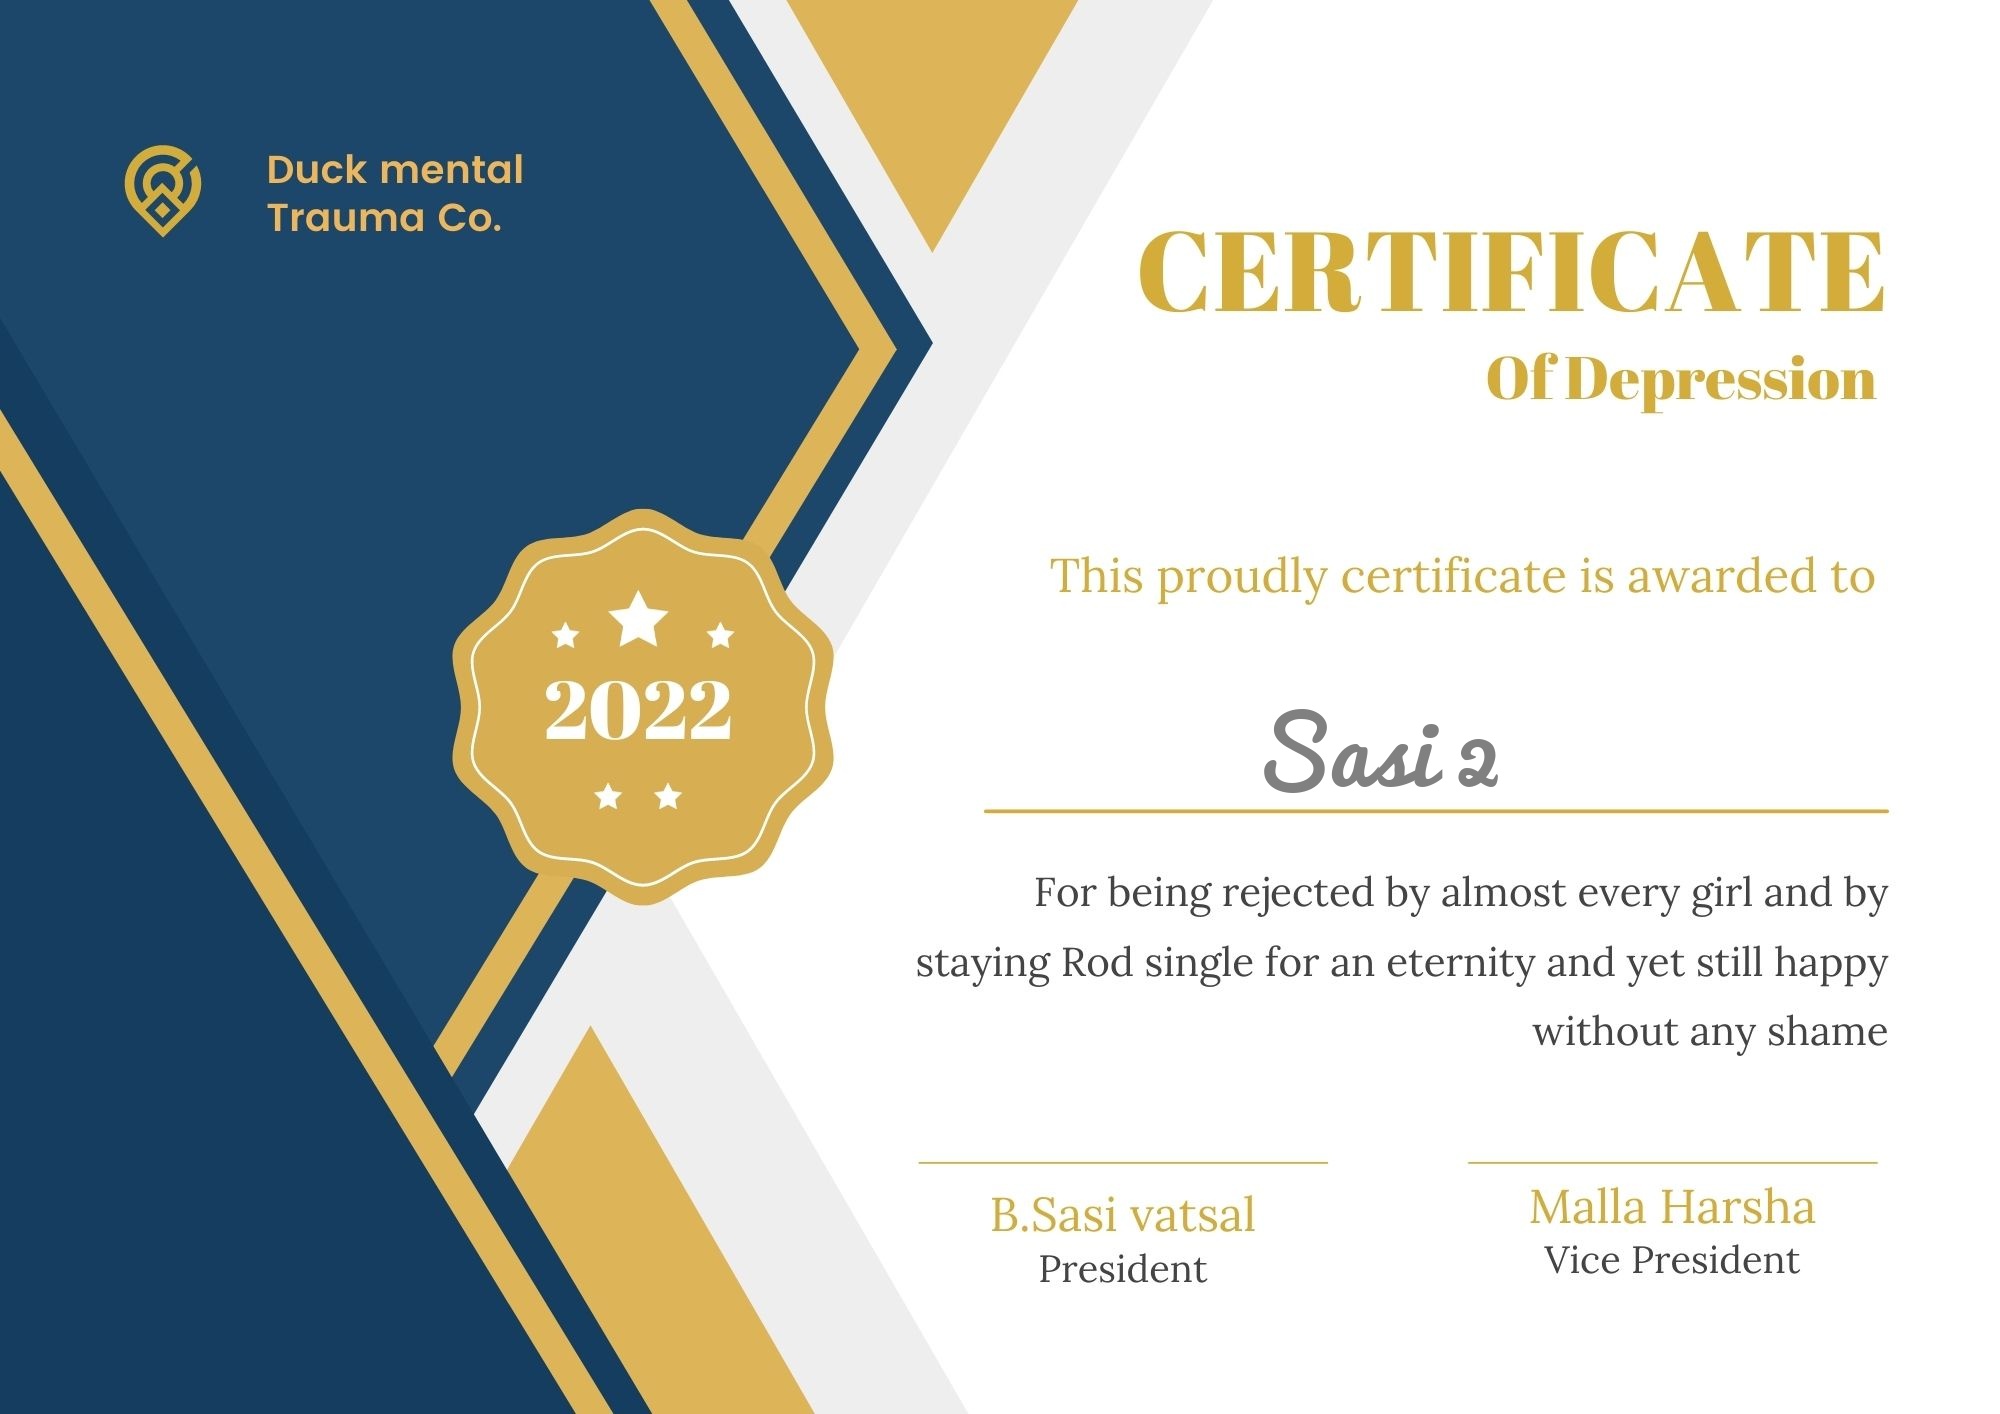 Duck mental
Trauma Co.
CERTIFICATE
Of Depression
This proudly certificate is awarded to
2022
Sasi 2
For being rejected by almost every girl and by
staying Rod single for an eternity and yet still happy
without any shame
B.Sasi vatsal
President
Malla Harsha
Vice President